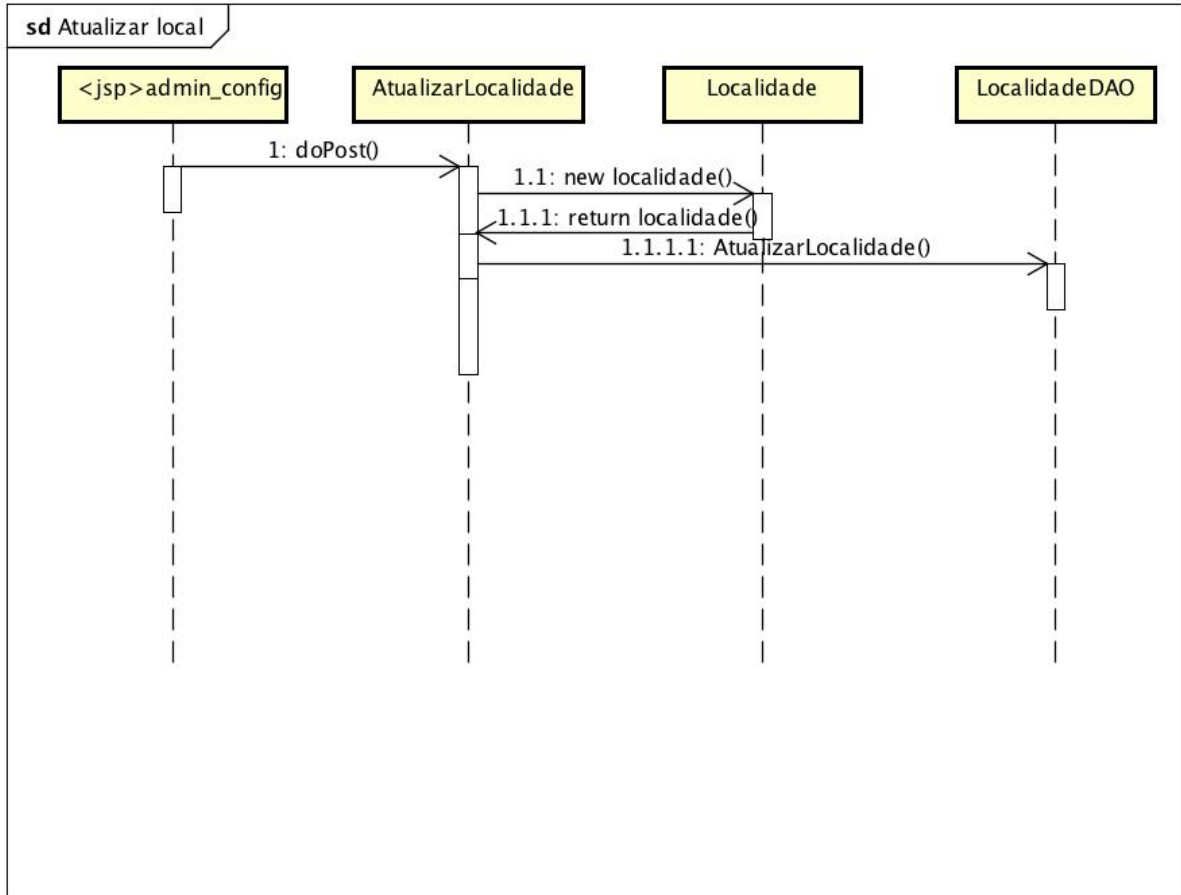 sd Atualizar local
<jsp>admin_config
AtualizarLocalidade
Localidade
LocalidadeDAO
1: doPost()
1.1: new localidade()
1.1.1: return localidade()
1.1.1.1: AtualizarLocalidade()